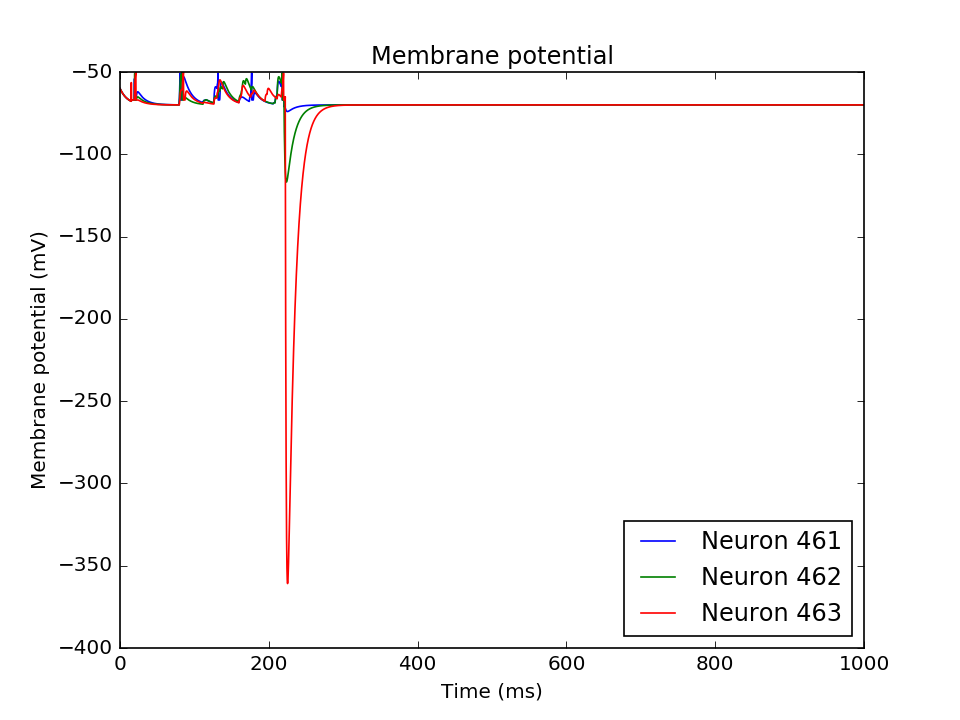 Membrane potential
−50
−100
−150
−200
−250
−300
−350
−400
Membrane potential (mV)
0 200 400 600 800 1000
Time (ms)
Neuron 461
Neuron 462
Neuron 463